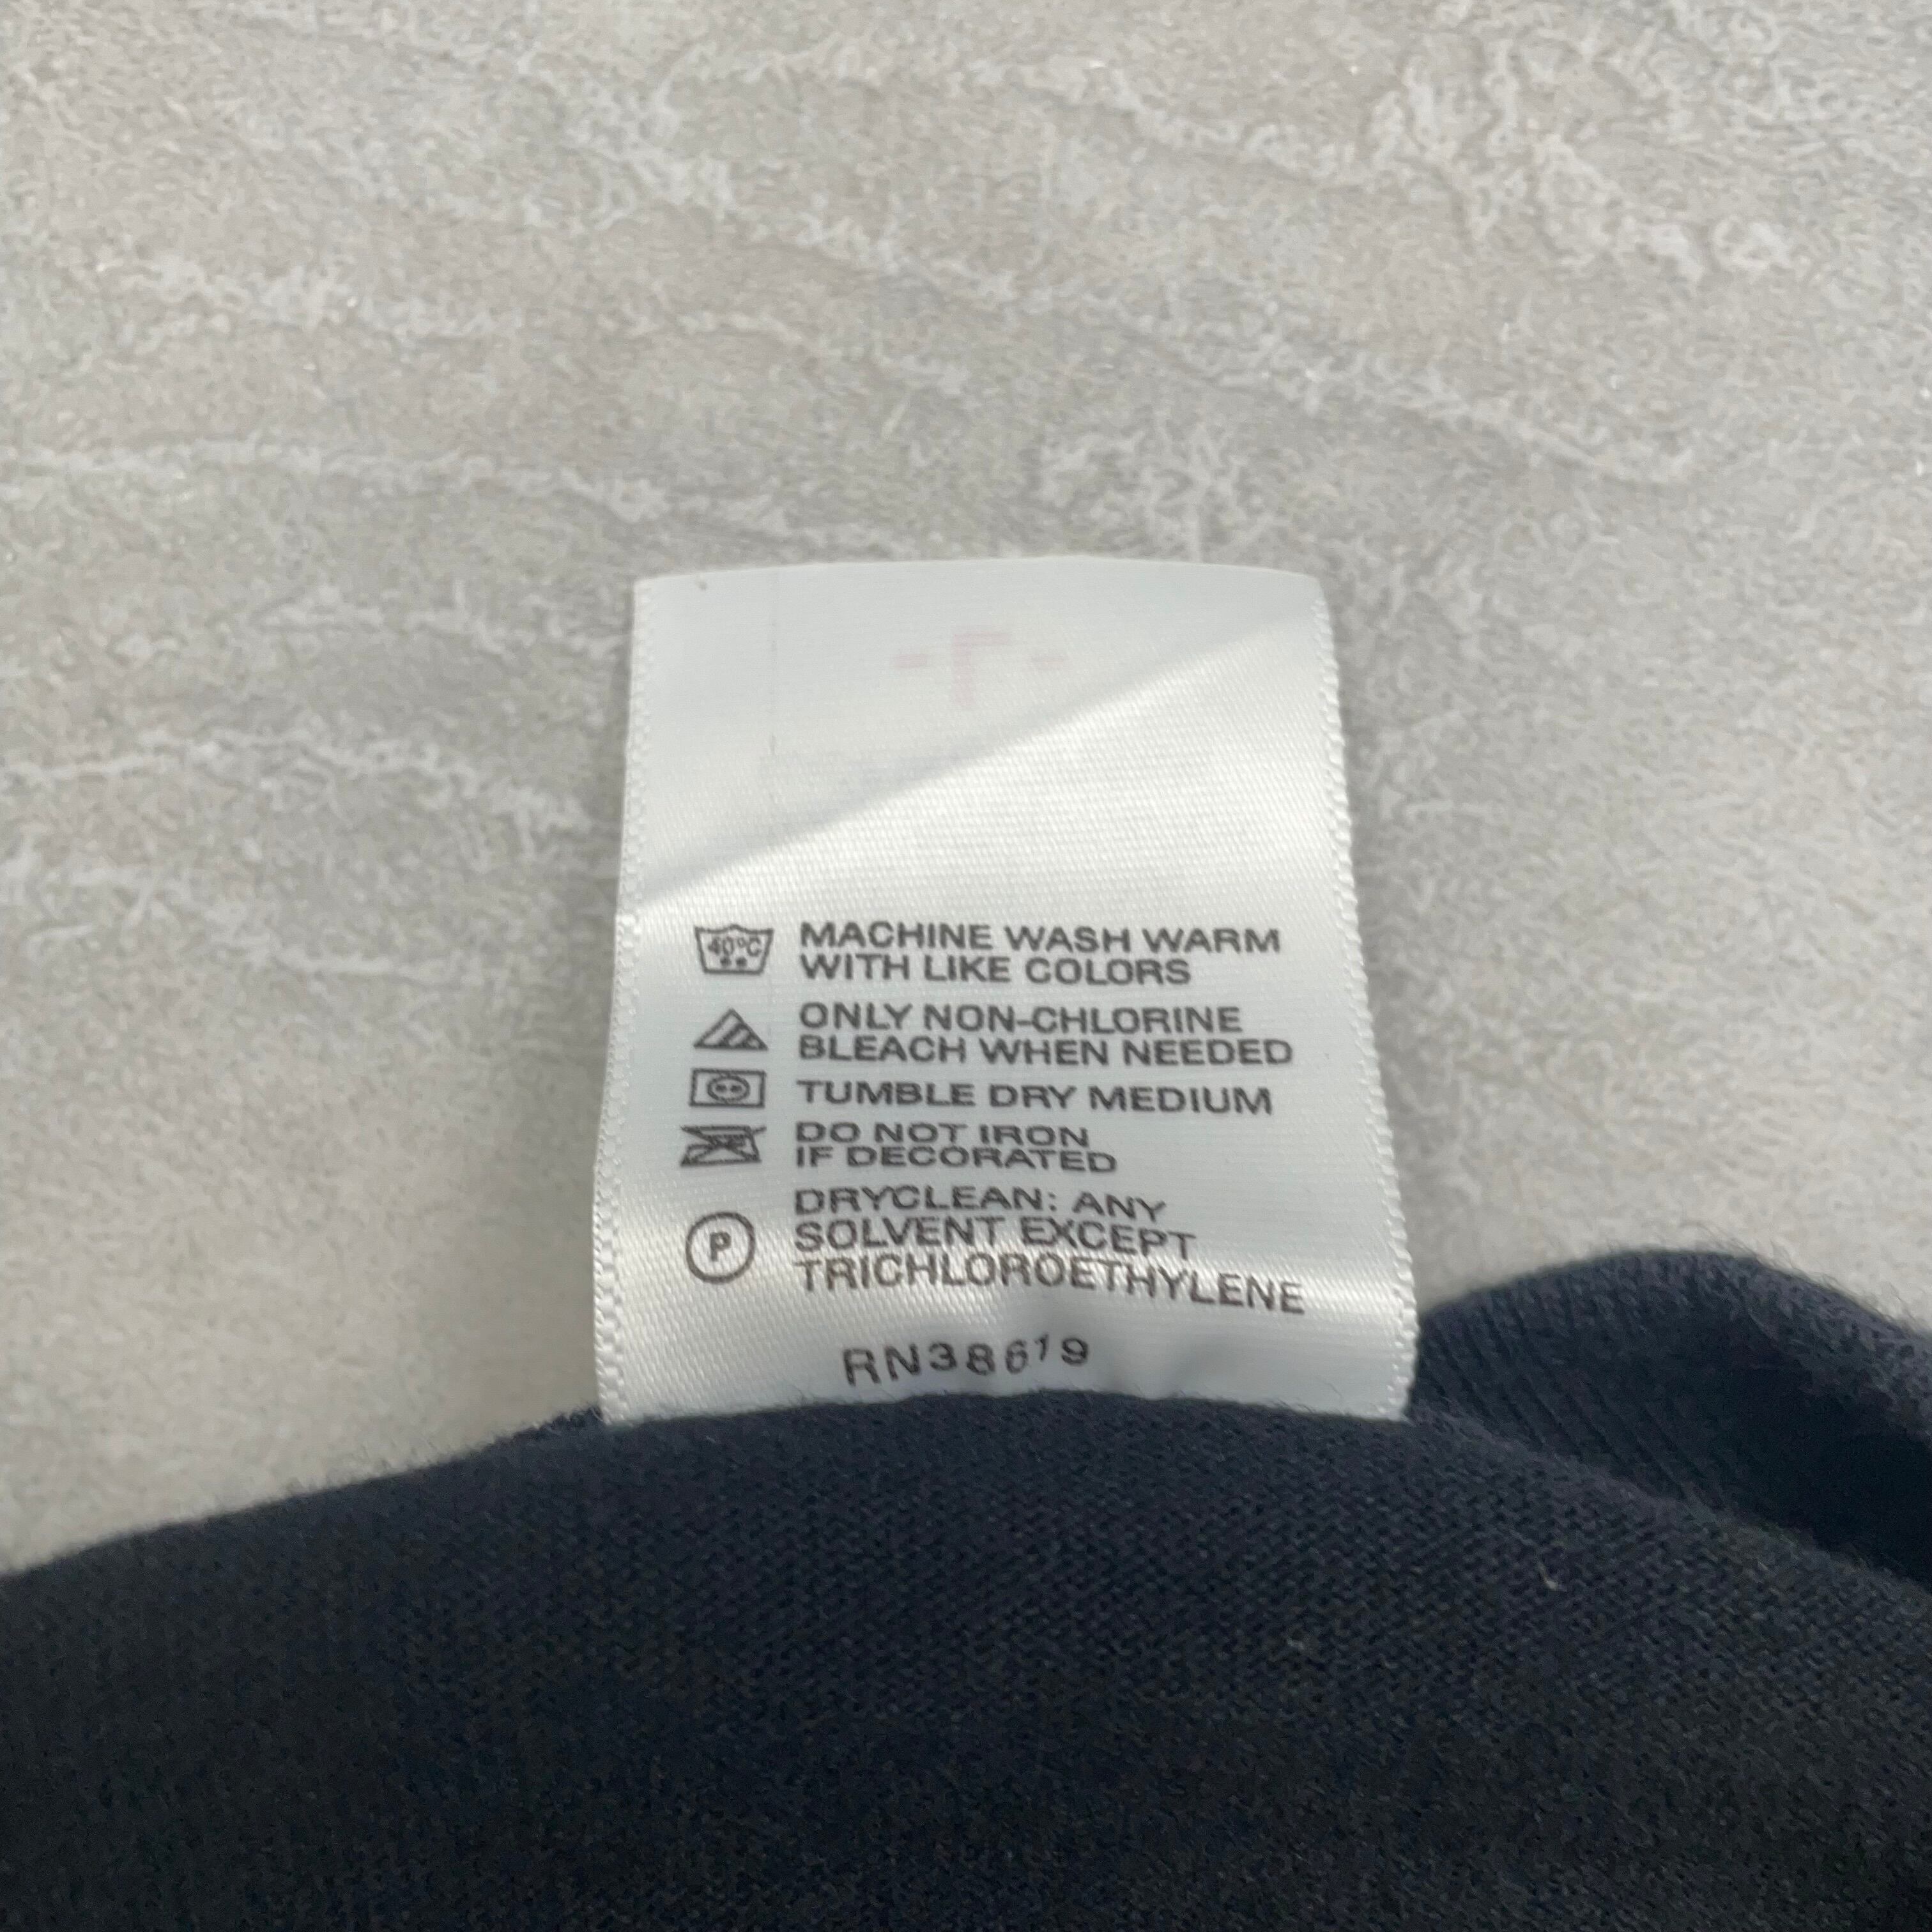 40°C MACHINE WASH WARM
WITH LIKE COLORS
ONLY NON-CHLORINE
BLEACH WHEN NEEDED
TUMBLE DRY MEDIUM
DO NOT IRON
IF DECORATED
DRYCLEAN: ANY
P SOLVENT EXCEPT
TRICHLOROETHYLENE
RN38619